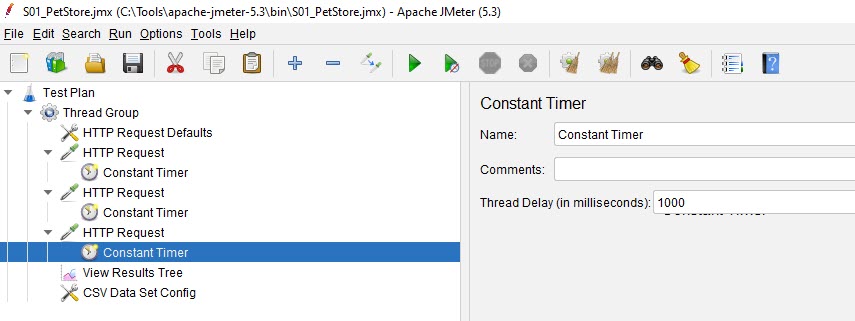 S01_PetStore.jmx (C:\Tools\apache-jmeter-5.3\bin\S01_PetStore.jmx) - Apache JMeter (5.3)
File Edit Search Run Options Tools Help
STOP
Test Plan
Thread Group
HTTP Request Defaults
HTTP Request
Constant Timer
HTTP Request
Constant Timer
HTTP Request
Constant Timer
View Results Tree
CSV Data Set Config
Constant Timer
Name: Constant Timer
Comments:
Thread Delay (in milliseconds): 1000